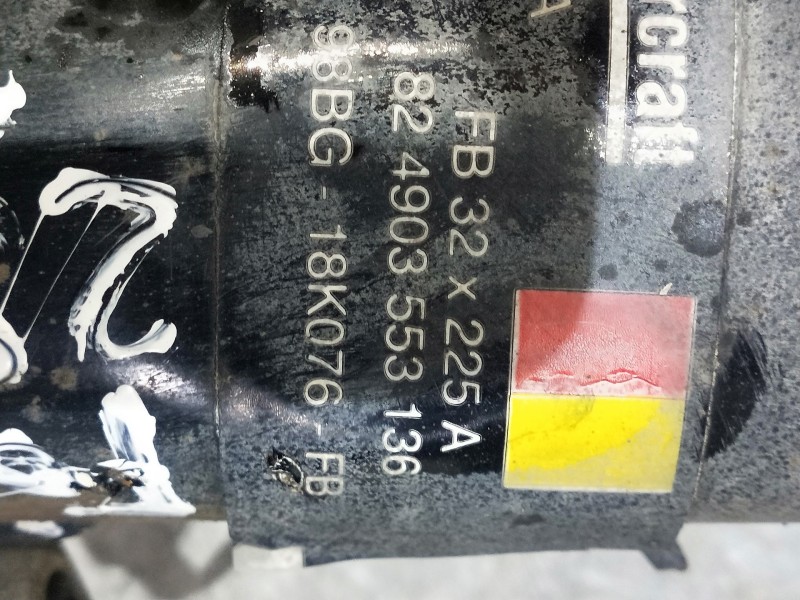 rcraft
A
FB 32 x 225 A
82 4903 553 136
98BG - 18K076 - FB